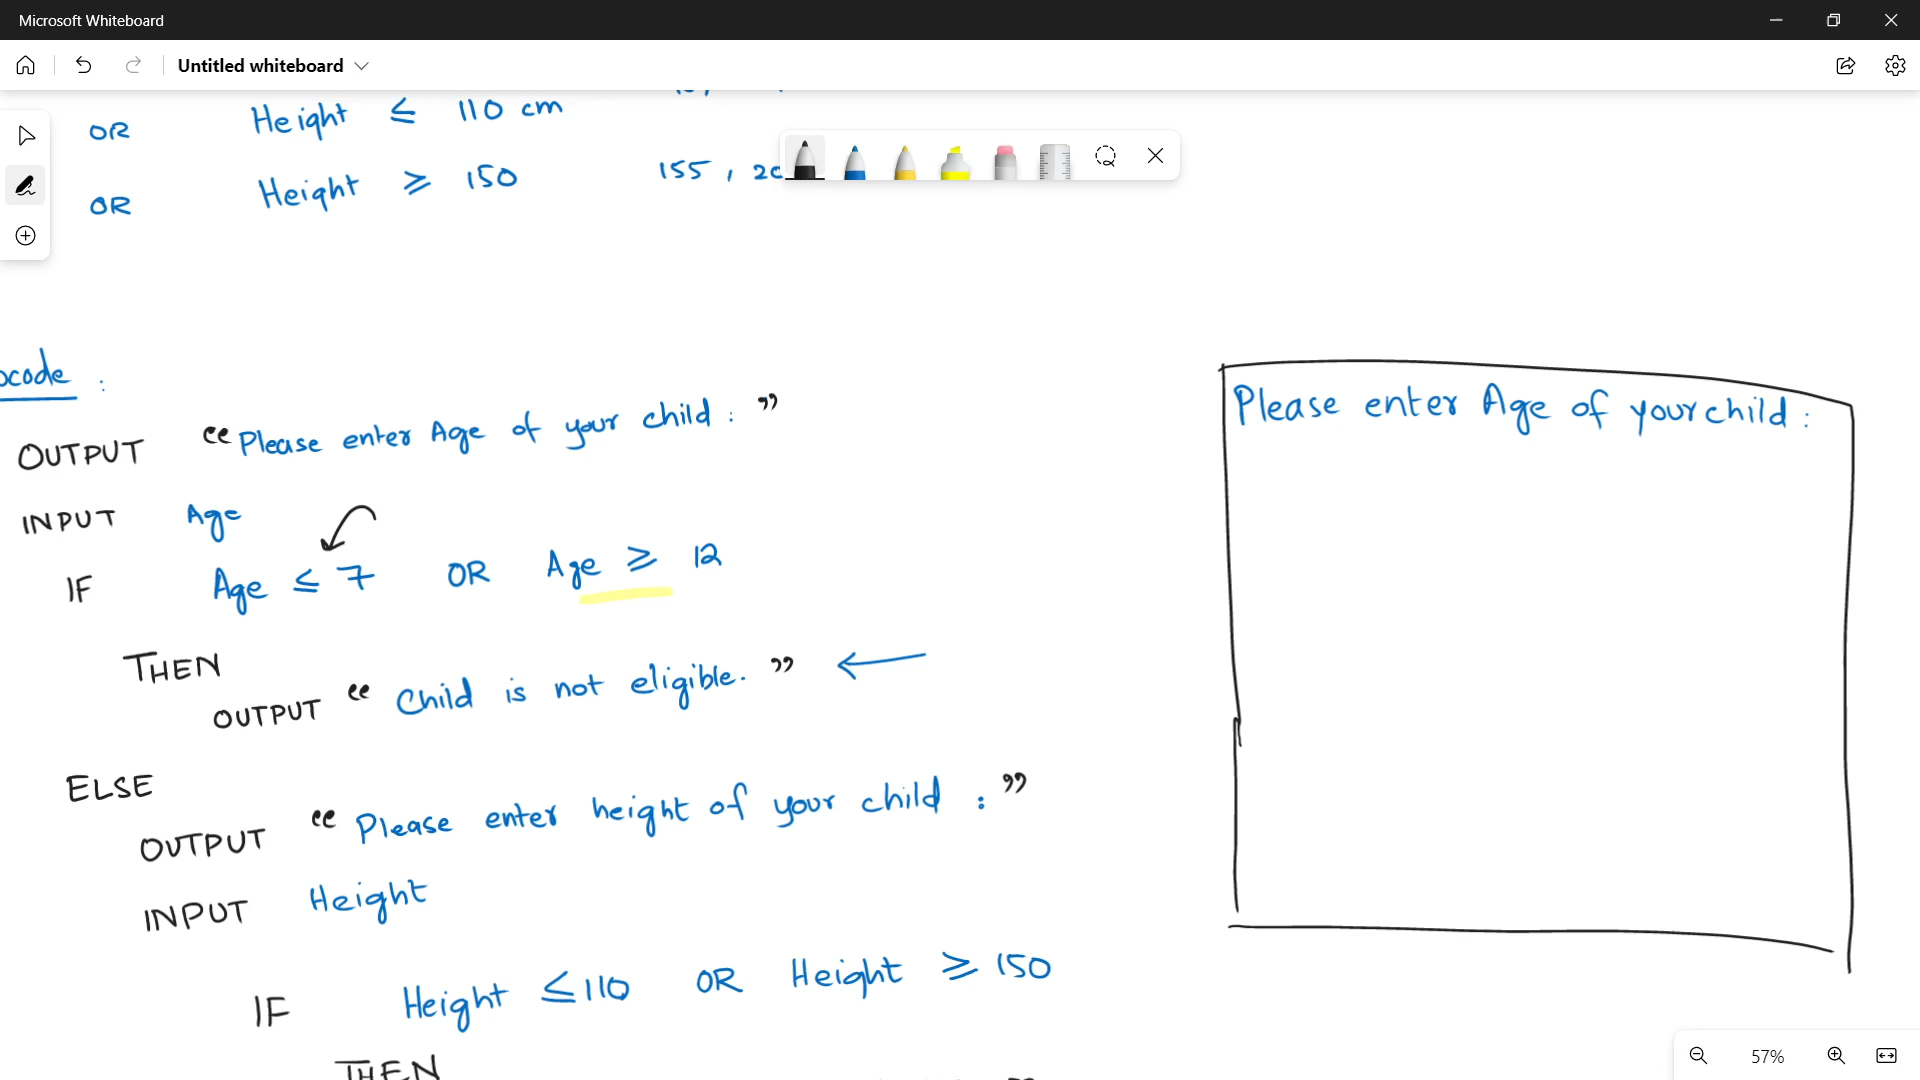 Microsoft Whiteboard
Untitled whiteboard
OR Height ≤ 110 cm
OR Height ≥ 150 155 ,
ocode :
OUTPUT “Please enter Age of your child : ”
INPUT Age
IF Age ≤ 7 OR Age ≥ 12
THEN
OUTPUT “ Child is not eligible. ”
ELSE
OUTPUT “ Please enter height of your child : ”
INPUT Height
IF Height ≤ 110 OR Height ≥ 150
THEN
Please enter Age of your child :
57%